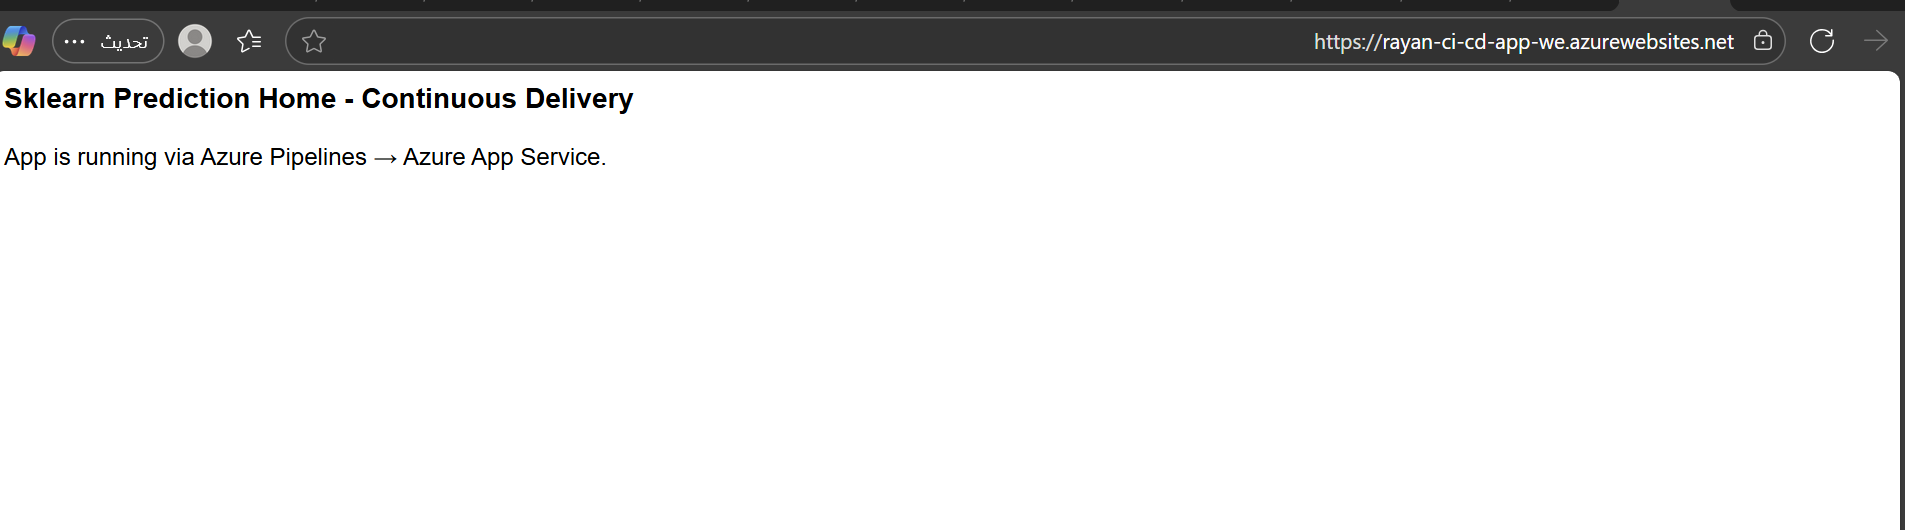 تحديث
https://rayan-ci-cd-app-we.azurewebsites.net
Sklearn Prediction Home - Continuous Delivery
App is running via Azure Pipelines → Azure App Service.